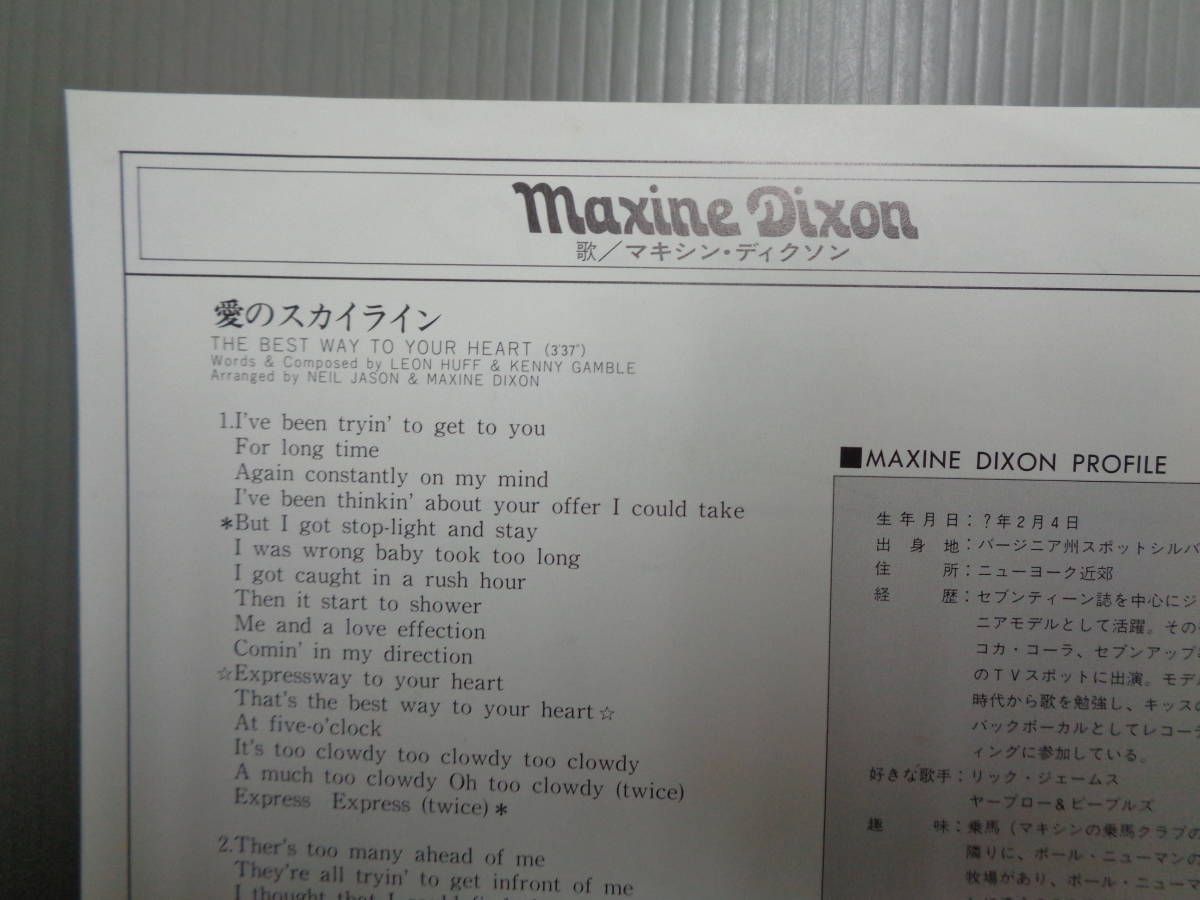 maxine Dixon
歌／マキシン・ディクソン
愛のスカイライン
THE BEST WAY TO YOUR HEART (3'37")
Words & Composed by LEON HUFF & KENNY GAMBLE
Arranged by NEIL JASON & MAXINE DIXON
1.I've been tryin' to get to you
For long time
Again constantly on my mind
I've been thinkin' about your offer I could take
*But I got stop-light and stay
I was wrong baby took too long
I got caught in a rush hour
Then it start to shower
Me and a love effection
Comin' in my direction
☆Expressway to your heart
That's the best way to your heart☆
At five-o'clock
It's too clowdy too clowdy too clowdy
A much too clowdy Oh too clowdy (twice)
Express Express (twice)*
2.Ther's too many ahead of me
They're all tryin' to get infront of me
I thought that I could
■MAXINE DIXON PROFILE
生年月日：？年2月4日
出身地：バージニア州スポットシルバ
住所：ニューヨーク近郊
経歴：セブンティーン誌を中心にジ
ニアモデルとして活躍。その
コカ・コーラ、セブンアップ
のTVスポットに出演。モデル
時代から歌を勉強し、キッスの
バックボーカルとしてレコーデ
ィングに参加している。
好きな歌手：リック・ジェームス
ヤーブロー&ピープルズ
趣味：乗馬（マキシンの乗馬クラブの
隣りに、ポール・ニューマンの
牧場があり、ポール・ニューマ